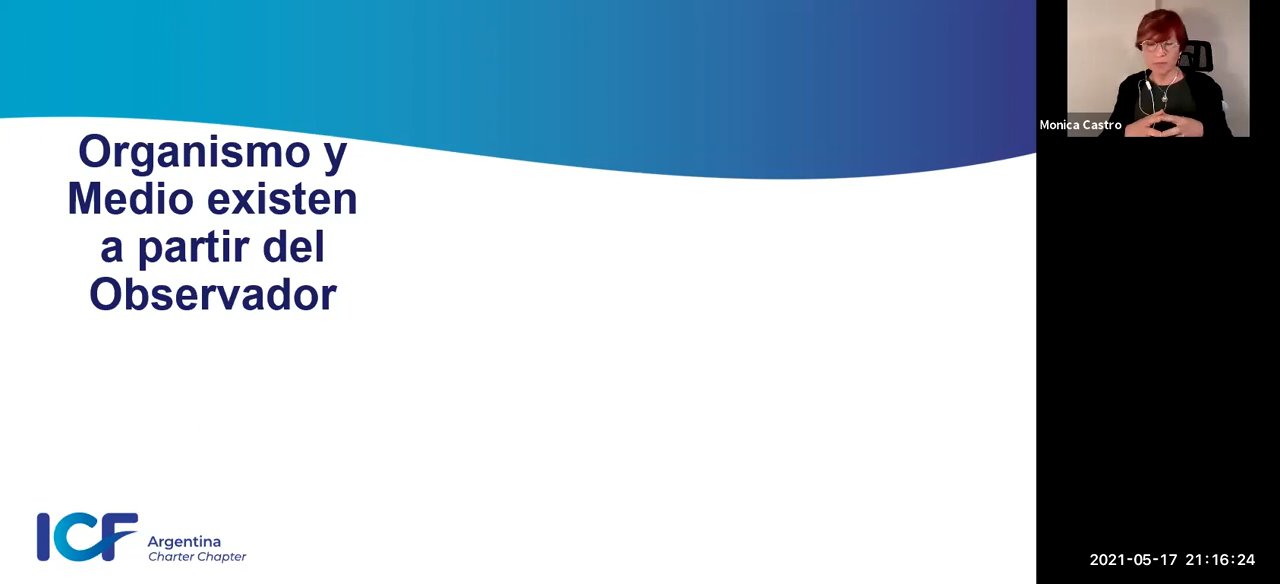 Organismo y
Medio existen
a partir del
Observador
ICF
Argentina
Charter Chapter
Monica Castro
2021-05-17 21:16:24